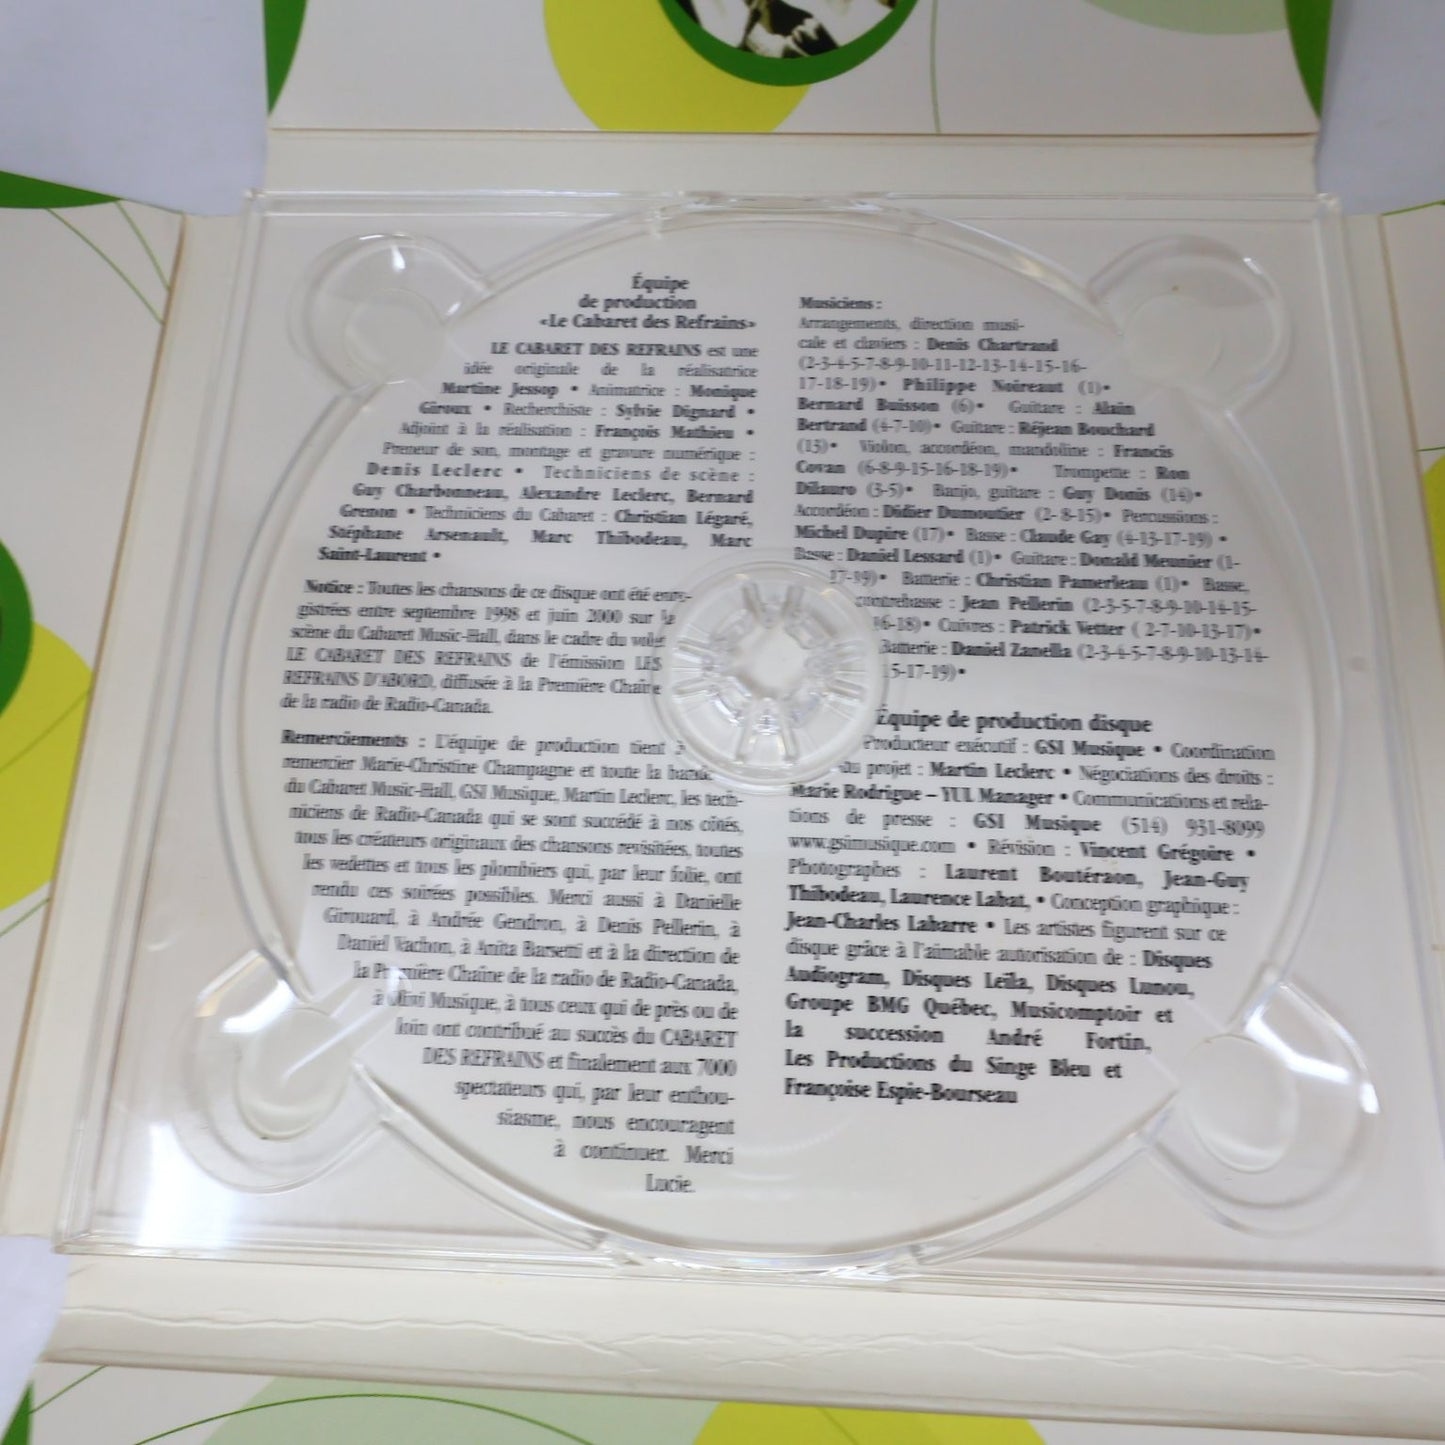 Équipe
de production
«Le Cabaret des Refrains»
LE CABARET DES REFRAINS est une
idée originale de la réalisatrice
Martine Jessop • Animatrice : Monique
Giroux • Recherchiste : Sylvie Dignard •
Adjoint à la réalisation : François Mathieu •
Preneur de son, montage et gravure numérique :
Denis Leclerc • Techniciens de scène :
Guy Charbonneau, Alexandre Leclerc, Bernard
Grenon • Techniciens du Cabaret : Christian Légaré,
Stéphane Arsenault, Marc Thibodeau, Marc
Saint-Laurent •
Notice : Toutes les chansons de ce disque ont été enre-
gistrées entre septembre 1998 et juin 2000 sur la
scène du Cabaret Music-Hall, dans le cadre du volet
LE CABARET DES REFRAINS de l'émission LES
REFRAINS D'ABORD, diffusée à la Première Chaîne
de la radio de Radio-Canada.
Remerciements : L'équipe de production tient à
remercier Marie-Christine Champagne et toute la bande
du Cabaret Music-Hall, GSI Musique, Martin Leclerc, les tech-
niciens de Radio-Canada qui se sont succédé à nos côtés,
tous les créateurs originaux des chansons revisitées, toutes
les vedettes et tous les plombiers qui, par leur folie, ont
rendu ces soirées possibles. Merci aussi à Danielle
Girouard, à Andrée Gendron, à Denis Pellerin, à
Daniel Vachon, à Anita Barsetti et à la direction de
la Première Chaîne de la radio de Radio-Canada,
à Olivi Musique, à tous ceux qui de près ou de
loin ont contribué au succès du CABARET
DES REFRAINS et finalement aux 7000
spectateurs qui, par leur enthou-
siasme, nous encouragent
à continuer. Merci
Lucie.
Musiciens :
Arrangements, direction musi-
cale et claviers : Denis Chartrand
(2-3-4-5-7-8-9-10-11-12-13-14-15-16-
17-18-19)• Philippe Noireaut (1)•
Bernard Buisson (6)• Guitare : Alain
Bertrand (4-7-10)• Guitare : Réjean Bouchard
(13)• Violon, accordéon, mandoline : Francis
Covan (6-8-9-15-16-18-19)• Trompette : Ron
Dilauro (3-5)• Banjo, guitare : Guy Donis (14)•
Accordéon : Didier Dumoutier (2- 8-15)• Percussions :
Michel Dupire (17)• Basse : Claude Gay (4-13-17-19) •
Basse : Daniel Lessard (1)• Guitare : Donald Meunier (1-
17-19)• Batterie : Christian Pamerleau (1)• Basse,
contrebasse : Jean Pellerin (2-3-5-7-8-9-10-14-15-
16-18)• Cuivres : Patrick Vetter ( 2-7-10-13-17)•
Batterie : Daniel Zanella (2-3-4-5-7-8-9-10-13-14-
15-17-19)•
Équipe de production disque
Producteur exécutif : GSI Musique • Coordination
du projet : Martin Leclerc • Négociations des droits :
Marie Rodrigue – YUL Manager • Communications et rela-
tions de presse : GSI Musique (514) 931-8099
www.gsimusique.com • Révision : Vincent Grégoire •
Photographes : Laurent Boutéraon, Jean-Guy
Thibodeau, Laurence Labat, • Conception graphique :
Jean-Charles Labarre • Les artistes figurent sur ce
disque grâce à l'aimable autorisation de : Disques
Audiogram, Disques Leïla, Disques Lunou,
Groupe BMG Québec, Musicomptoir et
la succession André Fortin,
Les Productions du Singe Bleu et
Françoise Espie-Bourseau